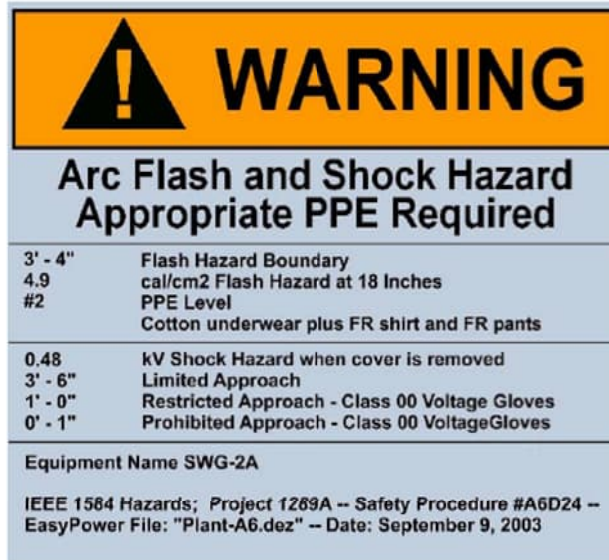 WARNING
Arc Flash and Shock Hazard
Appropriate PPE Required
3' - 4" Flash Hazard Boundary
4.9 cal/cm2 Flash Hazard at 18 Inches
#2 PPE Level
Cotton underwear plus FR shirt and FR pants
0.48 kV Shock Hazard when cover is removed
3' - 6" Limited Approach
1' - 0" Restricted Approach - Class 00 Voltage Gloves
0' - 1" Prohibited Approach - Class 00 VoltageGloves
Equipment Name SWG-2A
IEEE 1584 Hazards; Project 1289A -- Safety Procedure #A6D24 --
EasyPower File: "Plant-A6.dez" -- Date: September 9, 2003